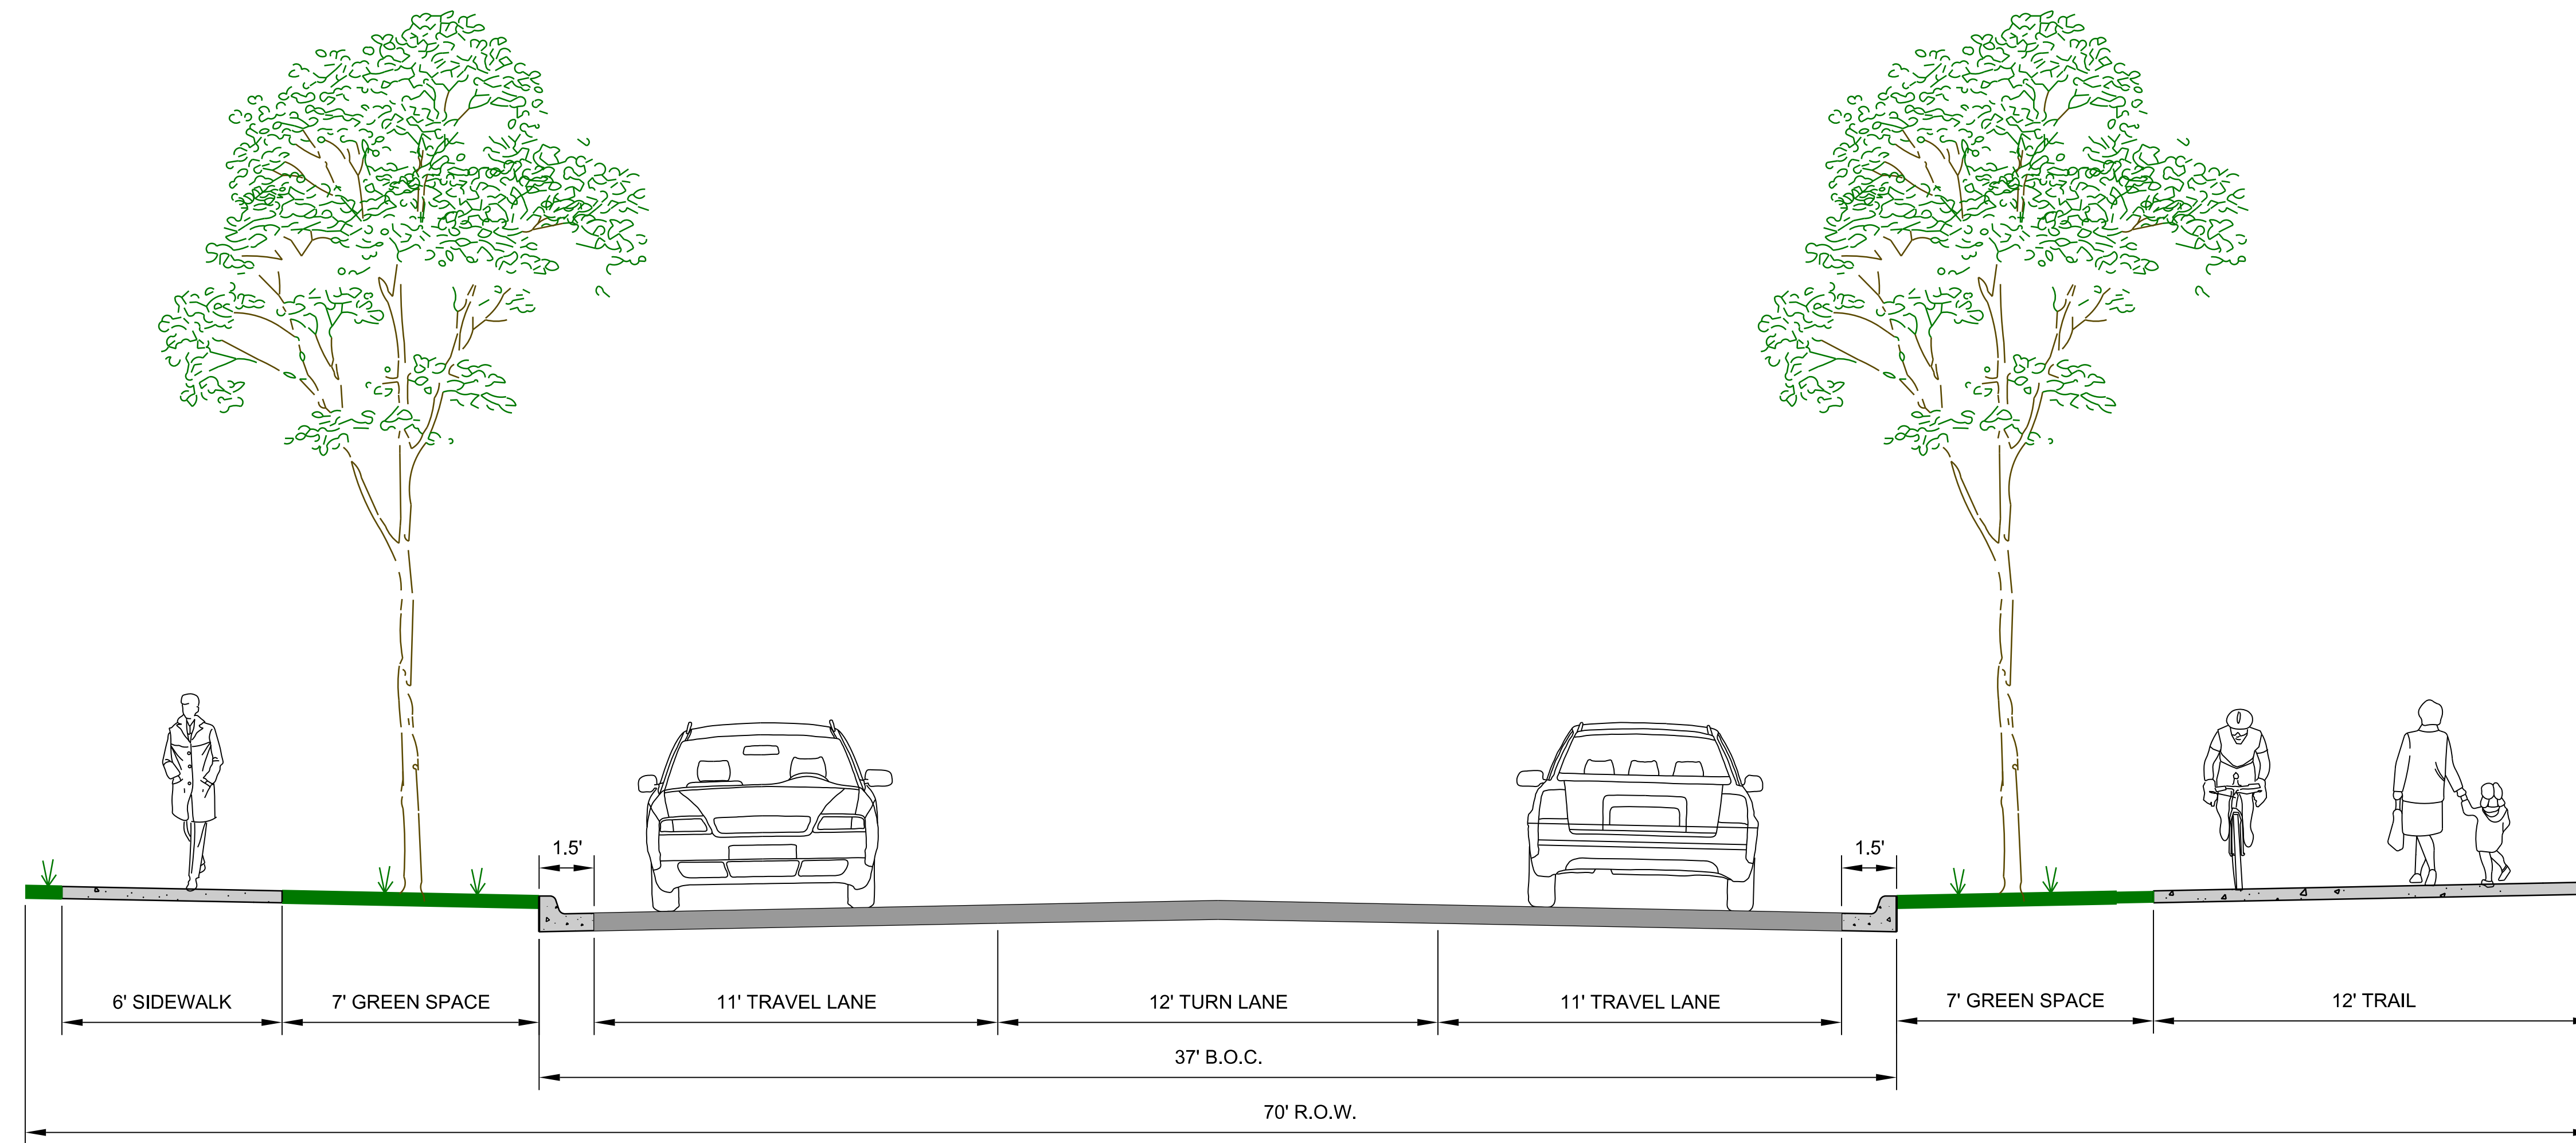 1.5'
1.5'
6' SIDEWALK
7' GREEN SPACE
11' TRAVEL LANE
12' TURN LANE
11' TRAVEL LANE
7' GREEN SPACE
12' TRAIL
37' B.O.C.
70' R.O.W.